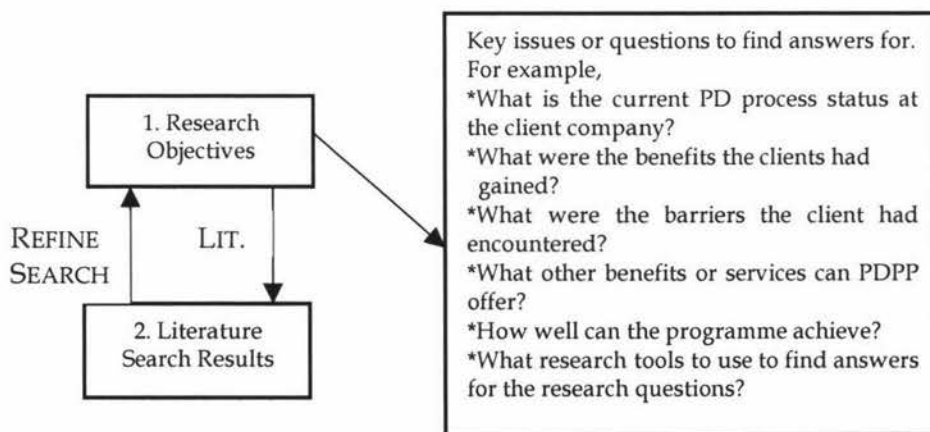 1. Research
Objectives
REFINE
SEARCH
LIT.
2. Literature
Search Results
Key issues or questions to find answers for.
For example,
*What is the current PD process status at
the client company?
*What were the benefits the clients had
gained?
*What were the barriers the client had
encountered?
*What other benefits or services can PDPP
offer?
*How well can the programme achieve?
*What research tools to use to find answers
for the research questions?